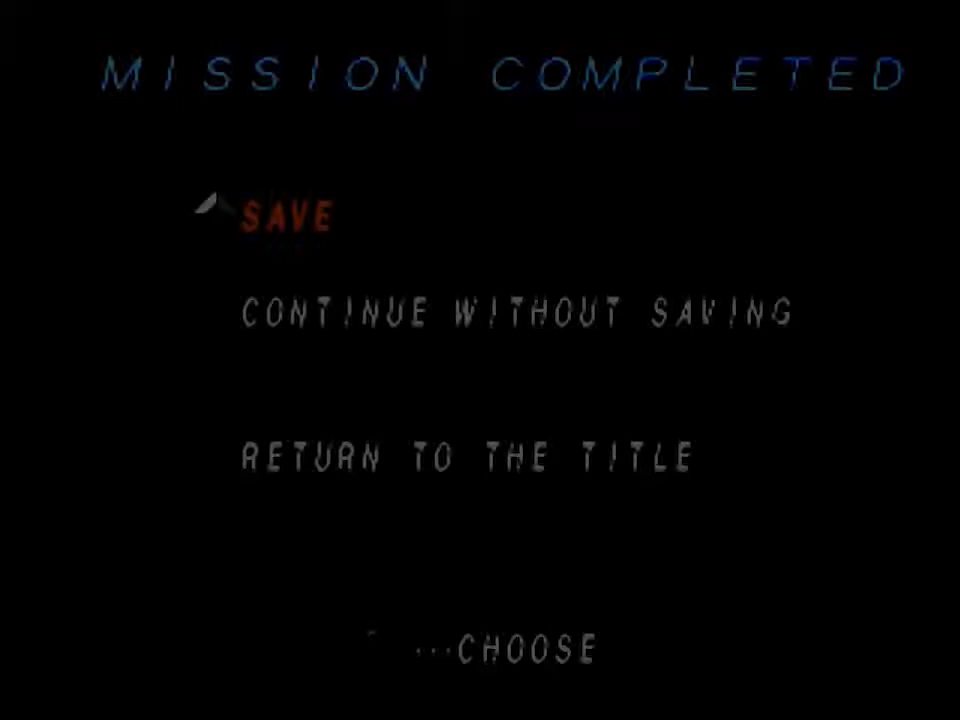 MISSION COMPLETED
SAVE
CONTINUE WITHOUT SAVING
RETURN TO THE TITLE
...CHOOSE